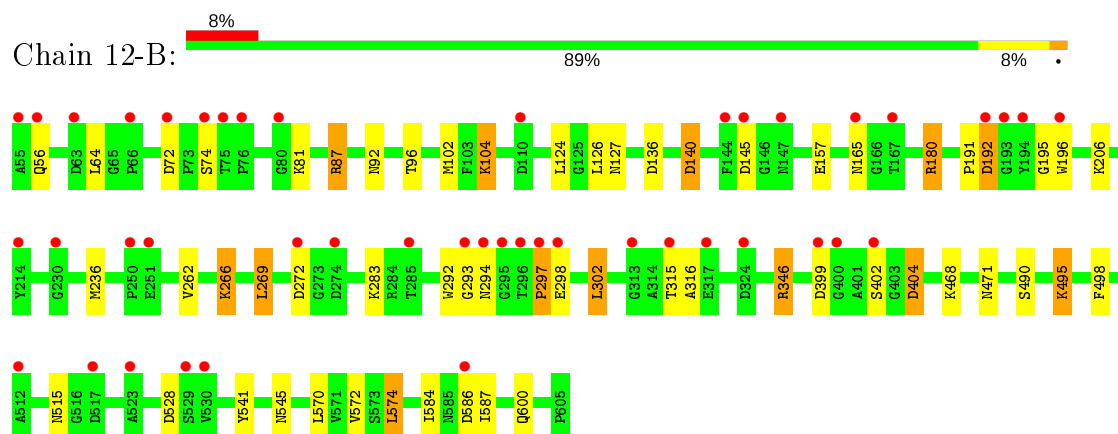 8%
Chain 12-B:
89% 8% •
A55 Q56 D63 L64 G65 P66 D72 P73 S74 T75 P76 G80 K81 R87 N92 T96 M102 F103 K104 D110 L124 G125 L126 N127 D136 D140 F144 D145 G146 N147 E157 N165 G166 T167 R180 P191 D192 G193 Y194 G195 W196 K206
Y214 G230 M236 P250 E251 V262 K266 L269 D272 G273 D274 K283 R284 T285 W292 G293 N294 G295 T296 P297 E298 L302 G313 A314 T315 A316 E317 D324 R346 D399 G400 A401 S402 G403 D404 K468 N471 S490 K495 F498
A512 N515 G516 D517 A523 D528 S529 V530 Y541 N545 L570 V571 V572 S573 L574 I584 N585 D586 I587 Q600 P605